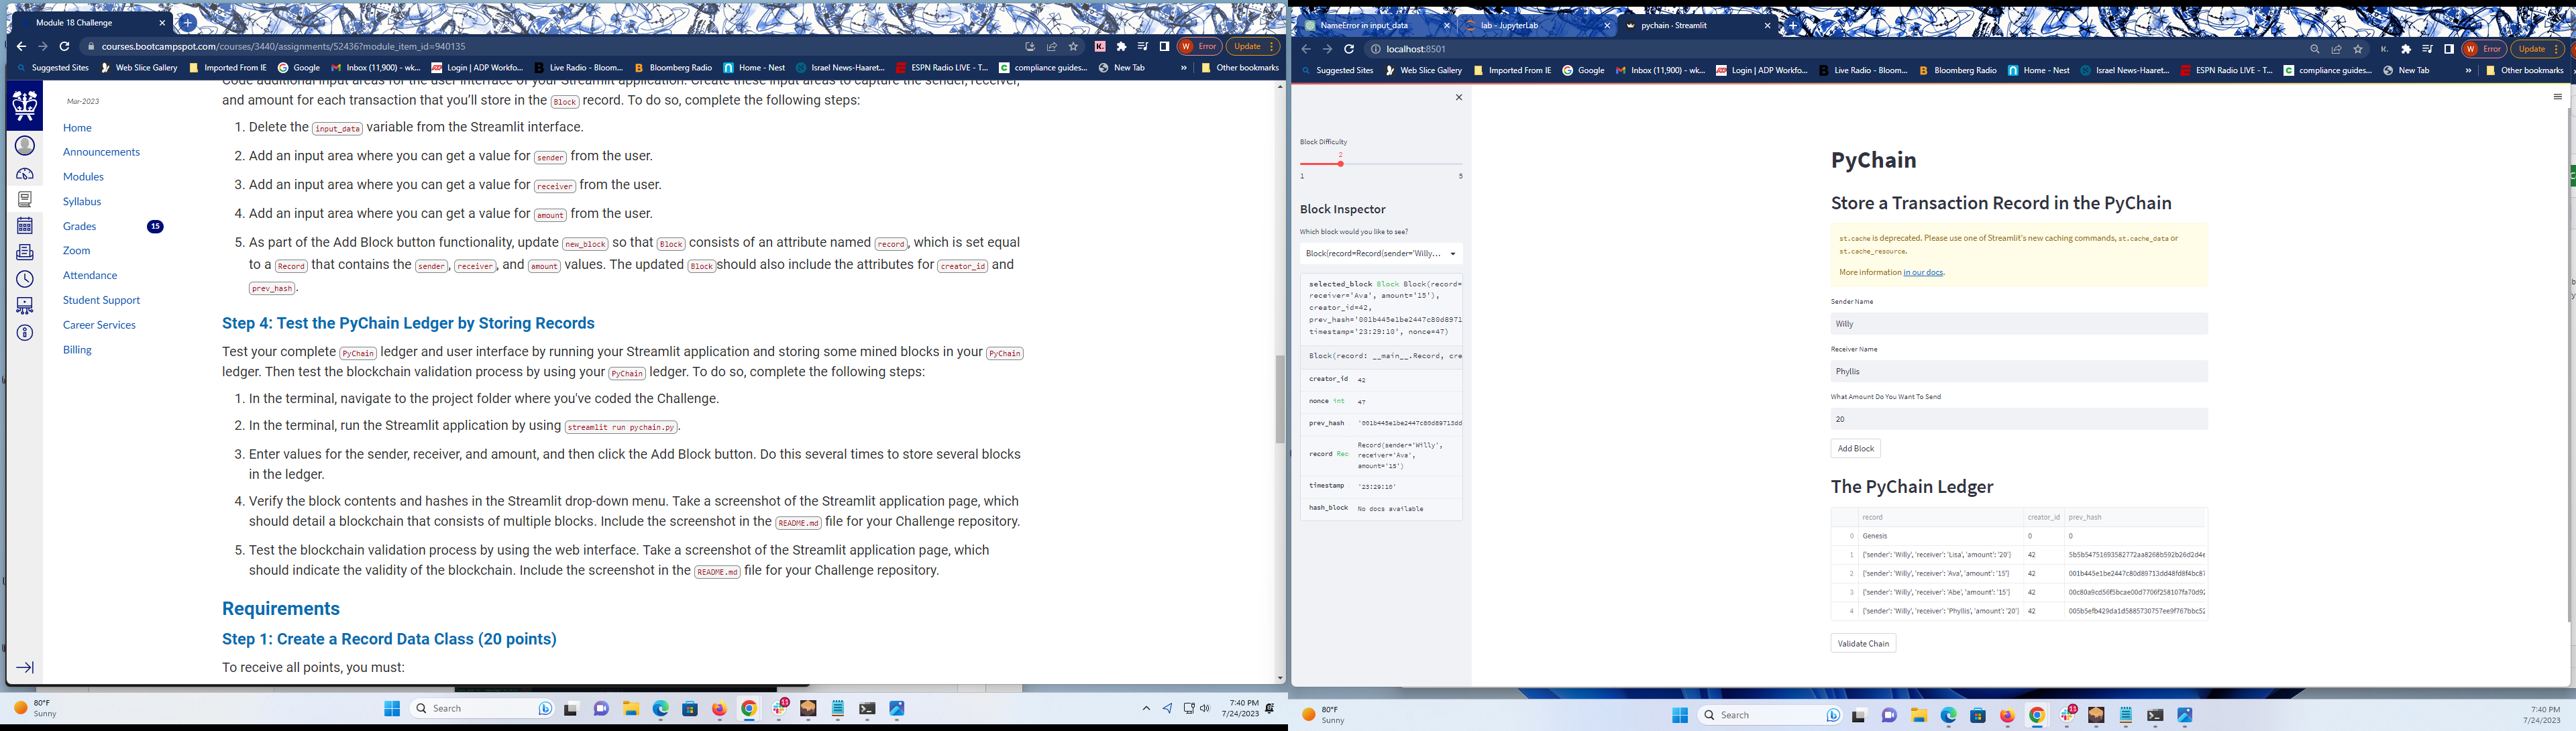 Module 18 Challenge
courses.bootcampspot.com/courses/3440/assignments/52436?module_item_id=940135
K.
W Error
Update
Suggested Sites
Web Slice Gallery
Imported From IE
Google
Inbox (11,900) - wk...
Login | ADP Workfo...
Live Radio - Bloom...
Bloomberg Radio
Home - Nest
Israel News-Haaret...
ESPN Radio LIVE - T...
compliance guides...
New Tab
»
Other bookmarks
Mar-2023
Home
Announcements
Modules
Syllabus
Grades
15
Zoom
Attendance
Student Support
Career Services
Billing
Code additional input areas for the user interface of your Streamlit application. Create these input areas to capture the sender, receiver,
and amount for each transaction that you'll store in the Block record. To do so, complete the following steps:
1. Delete the input_data variable from the Streamlit interface.
2. Add an input area where you can get a value for sender from the user.
3. Add an input area where you can get a value for receiver from the user.
4. Add an input area where you can get a value for amount from the user.
5. As part of the Add Block button functionality, update new_block so that Block consists of an attribute named record, which is set equal
to a Record that contains the sender, receiver, and amount values. The updated Block should also include the attributes for creator_id and
prev_hash.
Step 4: Test the PyChain Ledger by Storing Records
Test your complete PyChain ledger and user interface by running your Streamlit application and storing some mined blocks in your PyChain
ledger. Then test the blockchain validation process by using your PyChain ledger. To do so, complete the following steps:
1. In the terminal, navigate to the project folder where you've coded the Challenge.
2. In the terminal, run the Streamlit application by using streamlit run pychain.py.
3. Enter values for the sender, receiver, and amount, and then click the Add Block button. Do this several times to store several blocks
in the ledger.
4. Verify the block contents and hashes in the Streamlit drop-down menu. Take a screenshot of the Streamlit application page, which
should detail a blockchain that consists of multiple blocks. Include the screenshot in the README.md file for your Challenge repository.
5. Test the blockchain validation process by using the web interface. Take a screenshot of the Streamlit application page, which
should indicate the validity of the blockchain. Include the screenshot in the README.md file for your Challenge repository.
Requirements
Step 1: Create a Record Data Class (20 points)
To receive all points, you must:
80°F
Sunny
Search
11
7:40 PM
7/24/2023
NameError in input_data
lab - JupyterLab
pychain · Streamlit
localhost:8501
K.
W Error
Update
Suggested Sites
Web Slice Gallery
Imported From IE
Google
Inbox (11,900) - wk...
Login | ADP Workfo...
Live Radio - Bloom...
Bloomberg Radio
Home - Nest
Israel News-Haaret...
ESPN Radio LIVE - T...
compliance guides...
New Tab
»
Other bookmarks
Block Difficulty
2
1
5
Block Inspector
Which block would you like to see?
Block(record=Record(sender='Willy...
selected_block Block Block(record=
receiver='Ava', amount='15'),
creator_id=42,
prev_hash='001b445e1be2447c80d8971
timestamp='23:29:10', nonce=47)
Block(record: __main__.Record, cre
creator_id 42
nonce int 47
prev_hash '001b445e1be2447c80d89713dd
record Rec
Record(sender='Willy',
receiver='Ava',
amount='15')
timestamp '23:29:10'
hash_block No docs available
PyChain
Store a Transaction Record in the PyChain
st.cache is deprecated. Please use one of Streamlit's new caching commands, st.cache_data or
st.cache_resource.
More information in our docs.
Sender Name
Willy
Receiver Name
Phyllis
What Amount Do You Want To Send
20
Add Block
The PyChain Ledger
record creator_id prev_hash
0 Genesis 0 0
1 {'sender': 'Willy', 'receiver': 'Lisa', 'amount': '20'} 42 5b5b54751693582772aa8268b592b26d2d4e
2 {'sender': 'Willy', 'receiver': 'Ava', 'amount': '15'} 42 001b445e1be2447c80d89713dd48fd8f4bc87
3 {'sender': 'Willy', 'receiver': 'Abe', 'amount': '15'} 42 00c80a9cd56f5bcae00d7706f258107fa70d92
4 {'sender': 'Willy', 'receiver': 'Phyllis', 'amount': '20'} 42 005b5efb429da1d5885730757ee9f767bbc52
Validate Chain
80°F
Sunny
Search
11
7:40 PM
7/24/2023